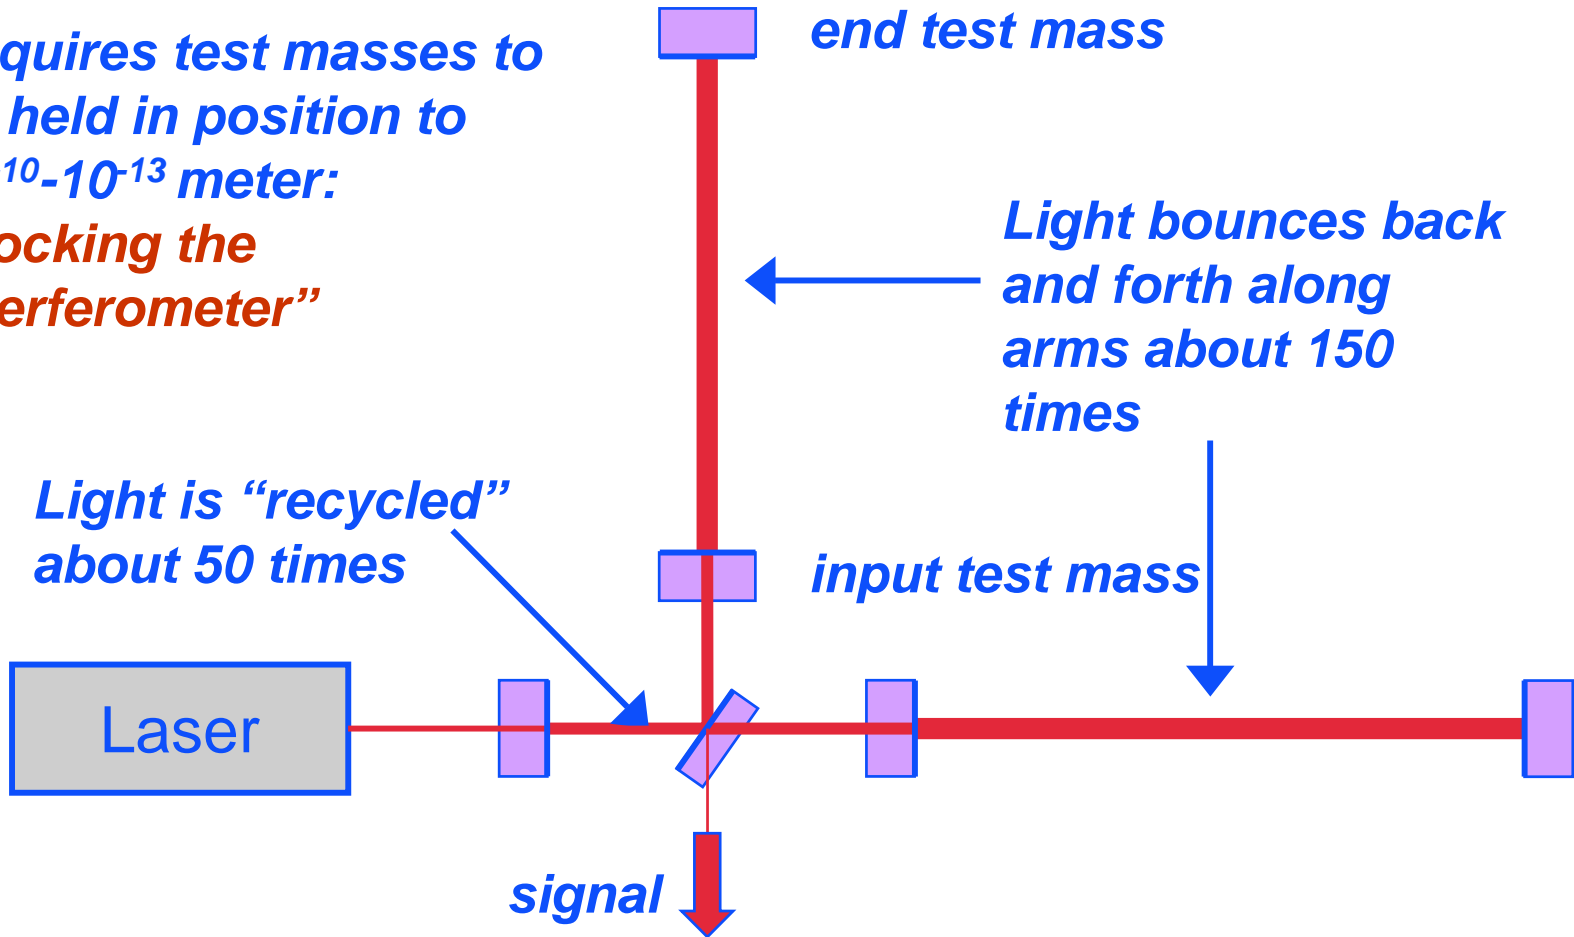 quires test masses to
held in position to
10-10-13 meter:
ocking the
erferometer”
end test mass
Light bounces back
and forth along
arms about 150
times
Light is “recycled”
about 50 times
input test mass
Laser
signal